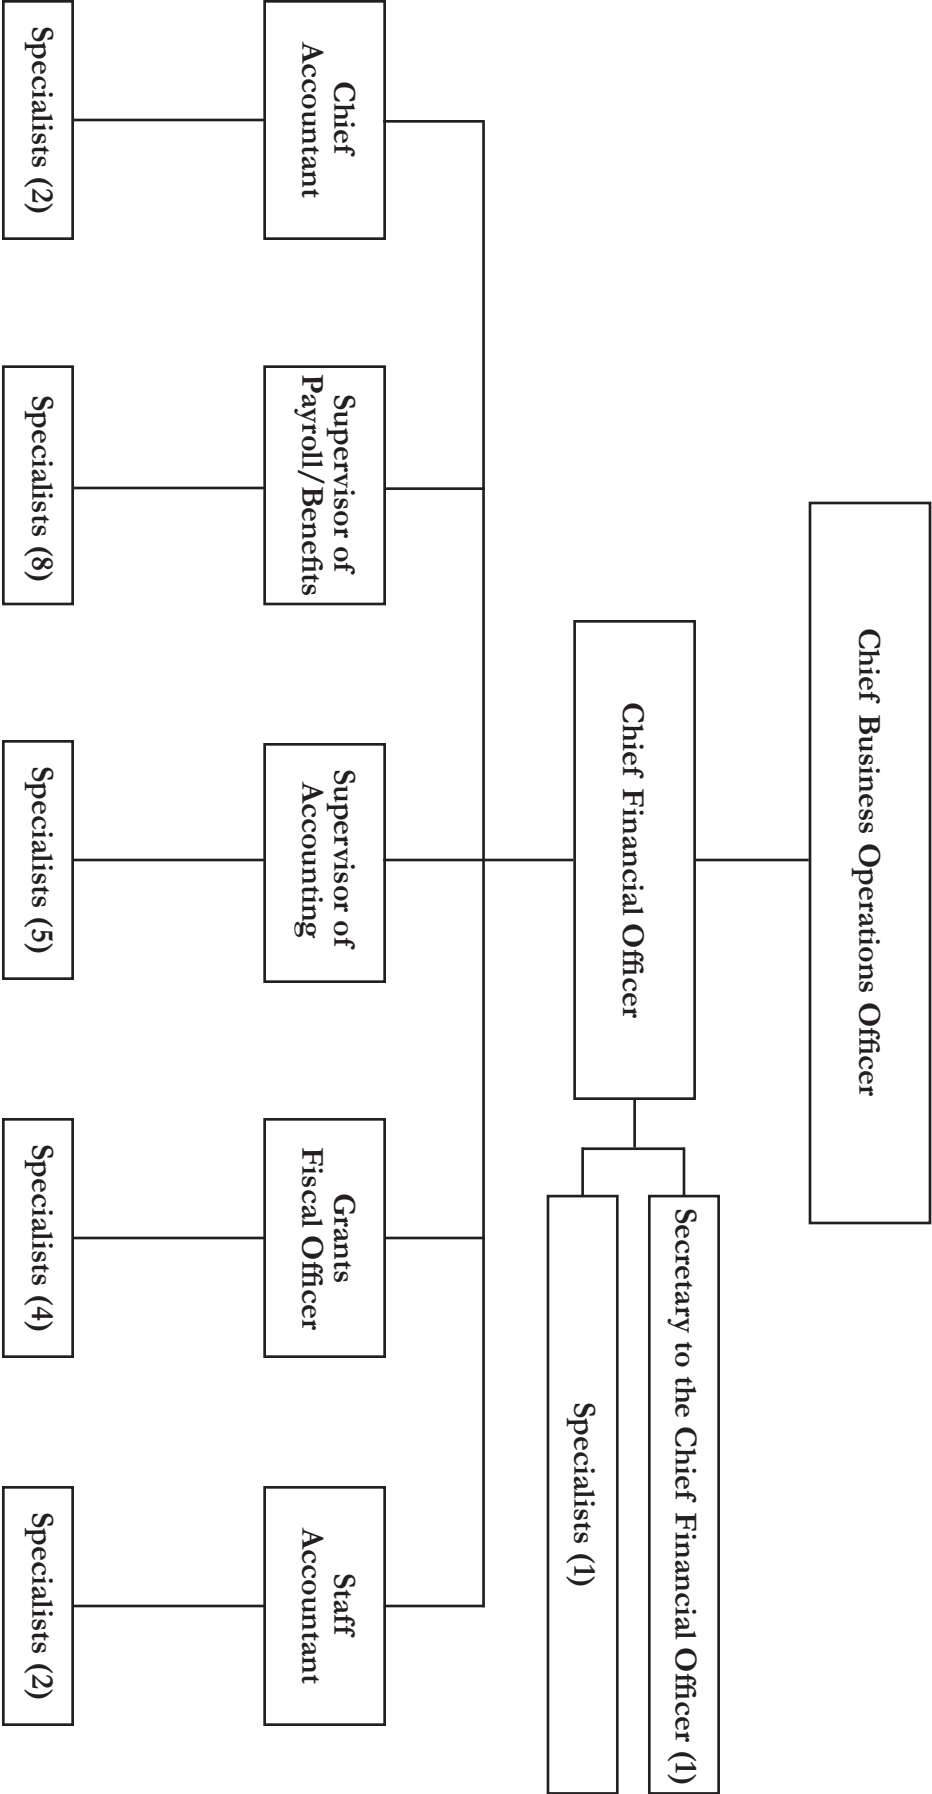 Chief Business Operations Officer
Chief Financial Officer
Secretary to the Chief Financial Officer (1)
Specialists (1)
Chief
Accountant
Supervisor of
Payroll/Benefits
Supervisor of
Accounting
Grants
Fiscal Officer
Staff
Accountant
Specialists (2)
Specialists (8)
Specialists (5)
Specialists (4)
Specialists (2)